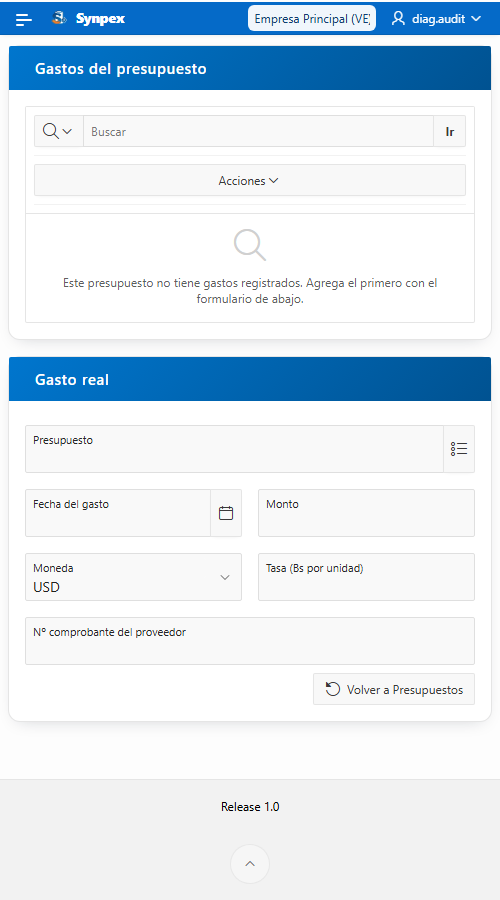 Synpex
Empresa Principal (VE)
diag.audit
Gastos del presupuesto
Buscar
Ir
Acciones
Este presupuesto no tiene gastos registrados. Agrega el primero con el
formulario de abajo.
Gasto real
Presupuesto
Fecha del gasto
Monto
Moneda
USD
Tasa (Bs por unidad)
Nº comprobante del proveedor
Volver a Presupuestos
Release 1.0